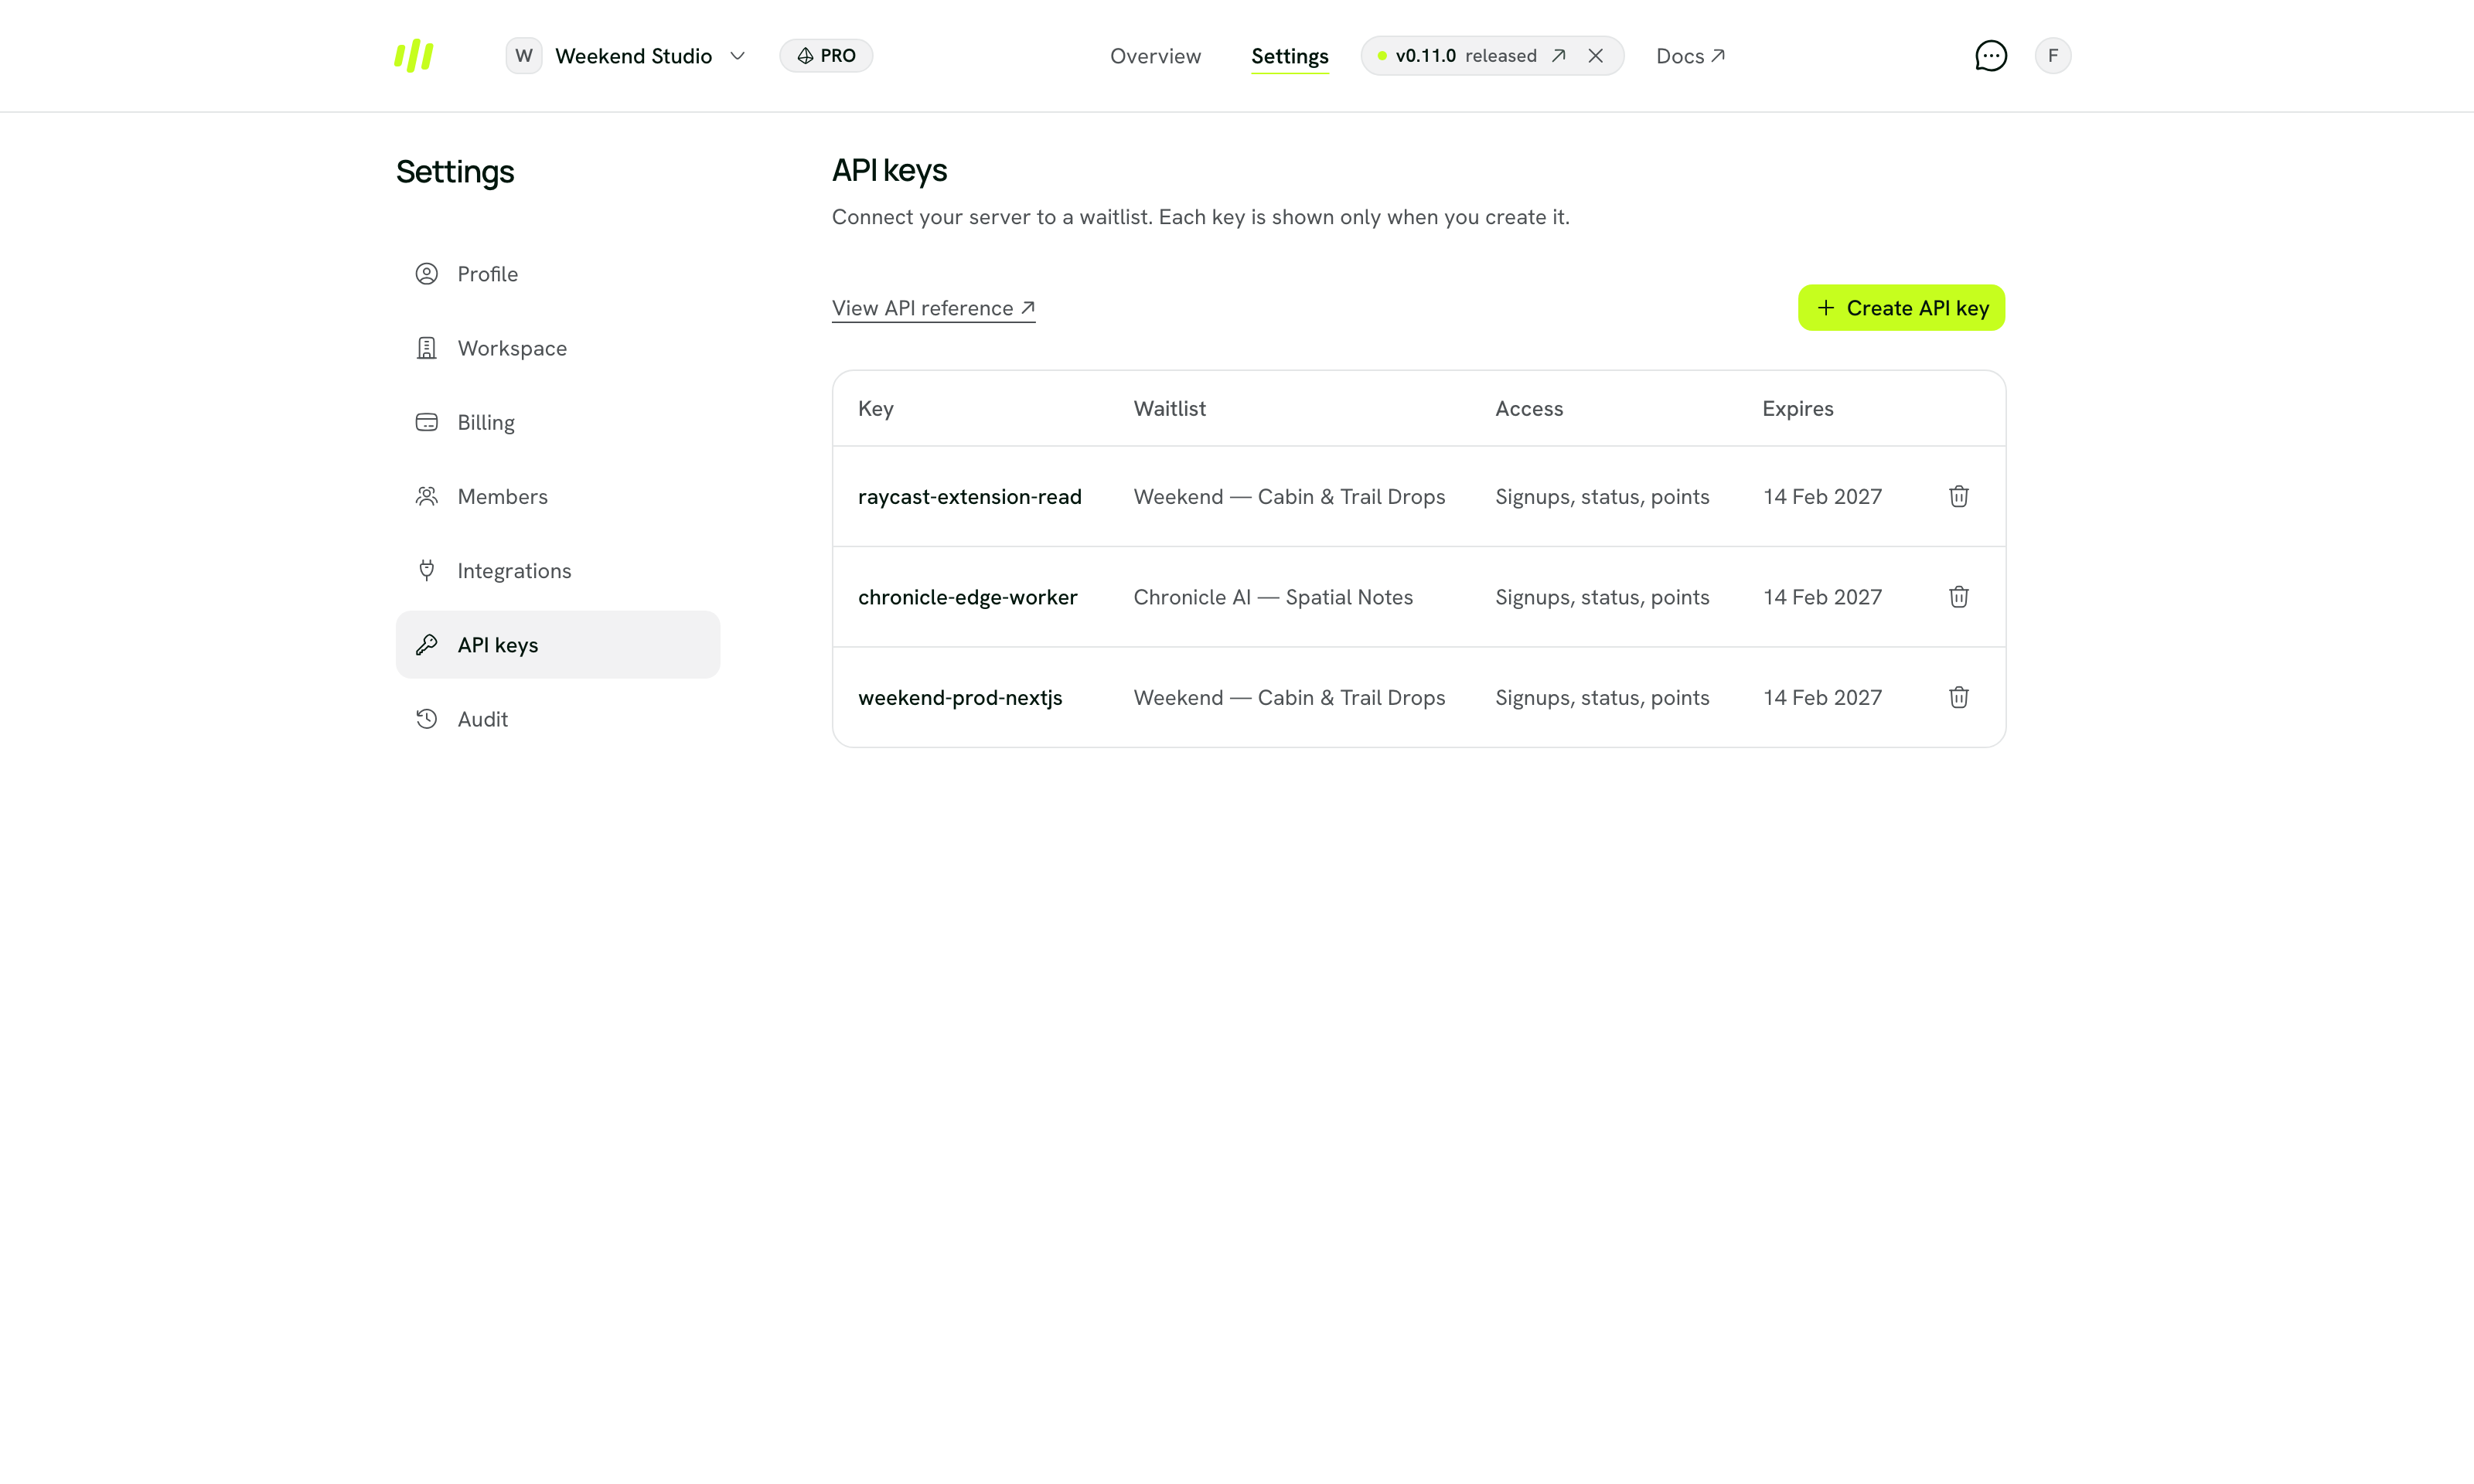 W Weekend Studio PRO Overview Settings v0.11.0 released Docs F
Settings
Profile
Workspace
Billing
Members
Integrations
API keys
Audit
API keys
Connect your server to a waitlist. Each key is shown only when you create it.
View API reference
Create API key
Key Waitlist Access Expires
raycast-extension-read Weekend — Cabin & Trail Drops Signups, status, points 14 Feb 2027
chronicle-edge-worker Chronicle AI — Spatial Notes Signups, status, points 14 Feb 2027
weekend-prod-nextjs Weekend — Cabin & Trail Drops Signups, status, points 14 Feb 2027